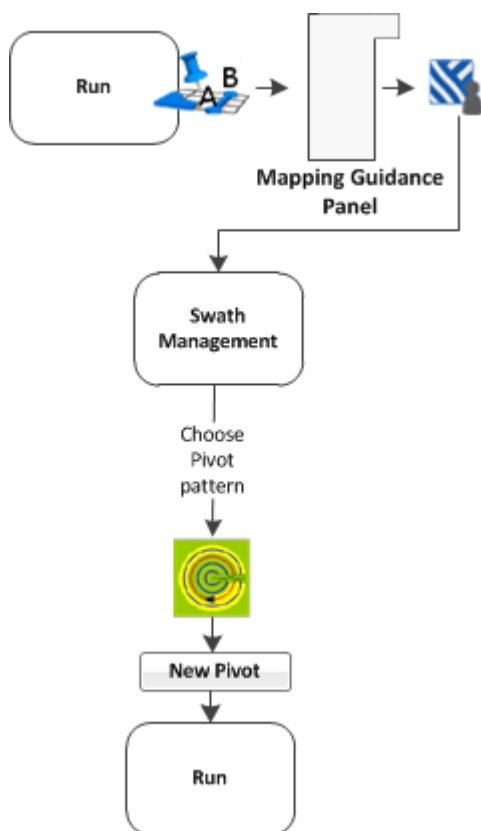 Run
A B
Mapping Guidance
Panel
Swath
Management
Choose
Pivot
pattern
New Pivot
Run